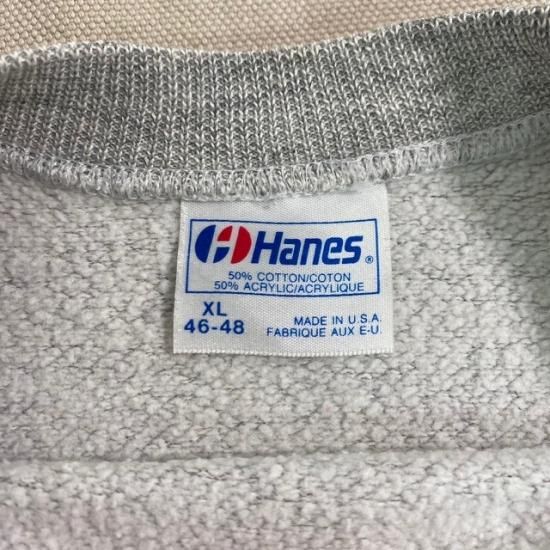 Hanes®
50% COTTON/COTON
50% ACRYLIC/ACRYLIQUE
XL
46-48
MADE IN U.S.A.
FABRIQUE AUX E-U.